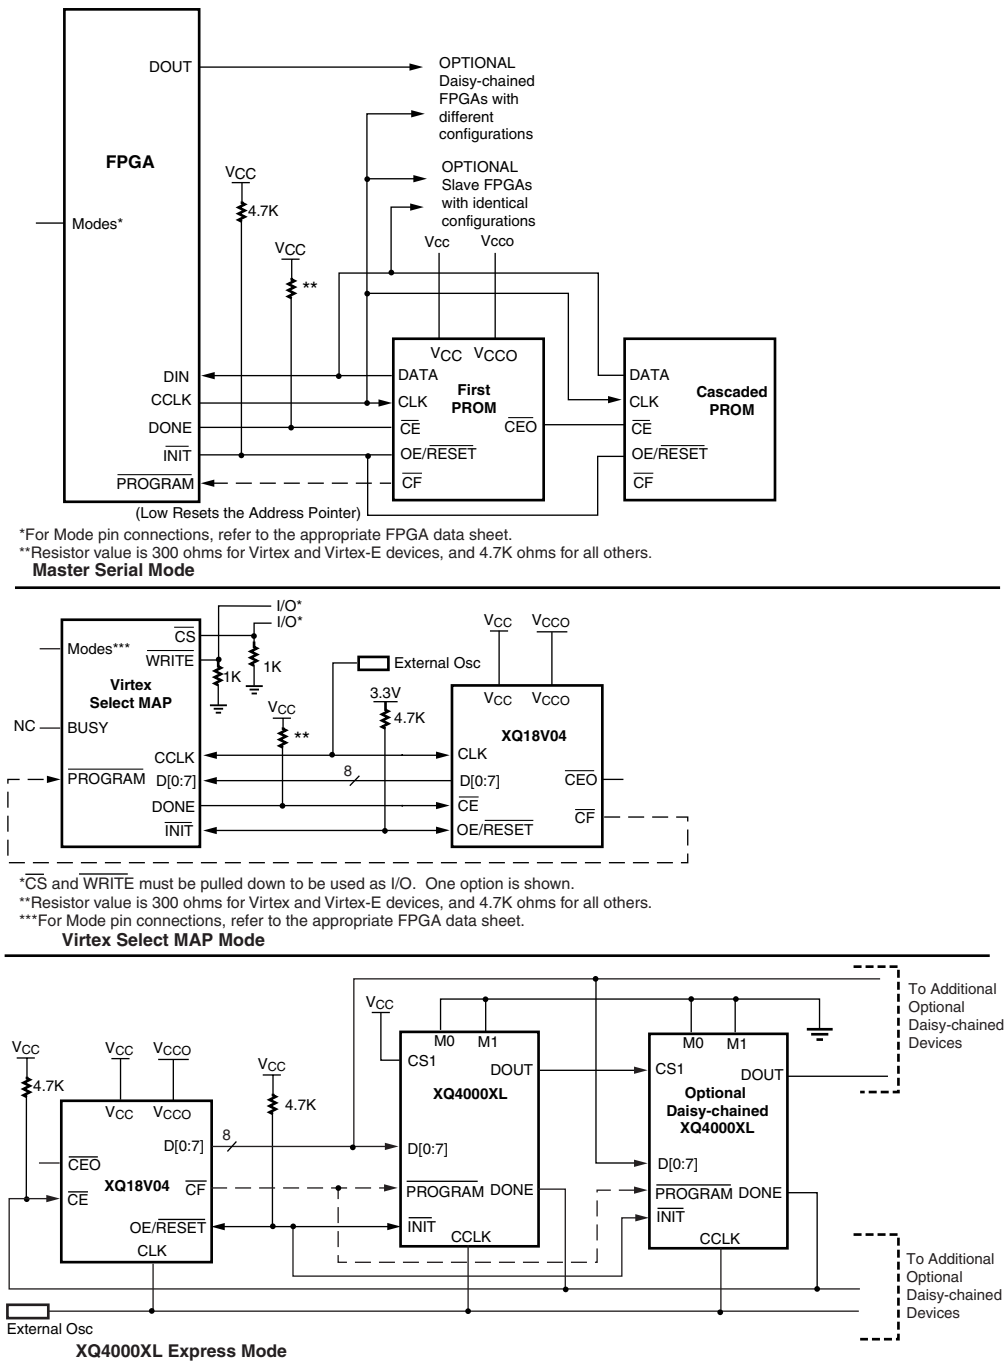 DOUT
OPTIONAL
Daisy-chained
FPGAs with
different
configurations
FPGA
VCC
OPTIONAL
Slave FPGAs
with identical
configurations
4.7K
Modes*
Vcc Vcco
VCC
**
VCC VCCO
DIN
DATA
First
PROM
DATA
Cascaded
PROM
CCLK
CLK
CLK
DONE
CE
CEO
CE
INIT
OE/RESET
OE/RESET
PROGRAM
CF
CF
(Low Resets the Address Pointer)
*For Mode pin connections, refer to the appropriate FPGA data sheet.
**Resistor value is 300 ohms for Virtex and Virtex-E devices, and 4.7K ohms for all others.
Master Serial Mode
I/O*
I/O*
CS
Modes***
WRITE
1K
1K
External Osc
VCC VCCO
Virtex
Select MAP
3.3V
4.7K
VCC VCCO
VCC
**
NC
BUSY
XQ18V04
CCLK
CLK
PROGRAM
D[0:7]
8
D[0:7]
CEO
DONE
CE
CF
INIT
OE/RESET
*CS and WRITE must be pulled down to be used as I/O. One option is shown.
**Resistor value is 300 ohms for Virtex and Virtex-E devices, and 4.7K ohms for all others.
***For Mode pin connections, refer to the appropriate FPGA data sheet.
Virtex Select MAP Mode
To Additional
Optional
Daisy-chained
Devices
VCC
M0 M1
M0 M1
VCC
VCC VCCO
VCC
CS1
DOUT
CS1
DOUT
4.7K
4.7K
XQ4000XL
Optional
Daisy-chained
XQ4000XL
VCC VCCO
D[0:7]
8
D[0:7]
D[0:7]
CEO
XQ18V04
CF
PROGRAM DONE
PROGRAM DONE
CE
OE/RESET
INIT
INIT
CLK
CCLK
CCLK
To Additional
Optional
Daisy-chained
Devices
External Osc
XQ4000XL Express Mode